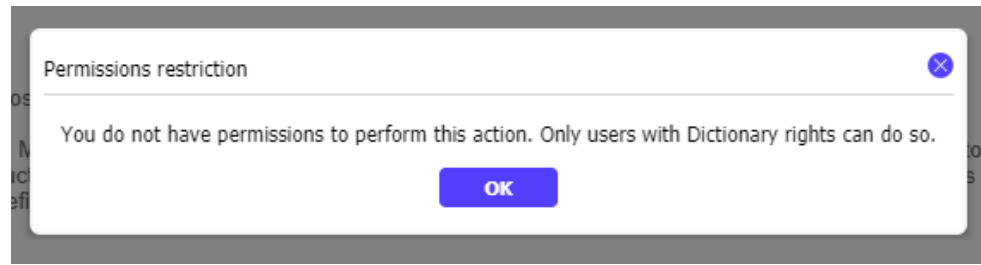 Permissions restriction
You do not have permissions to perform this action. Only users with Dictionary rights can do so.
OK